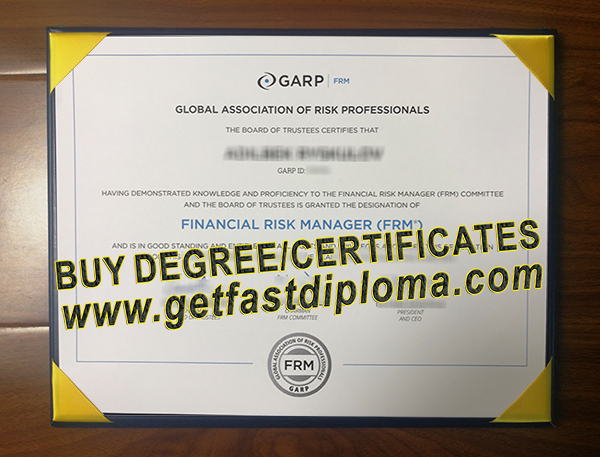 GARP | FRM
GLOBAL ASSOCIATION OF RISK PROFESSIONALS
THE BOARD OF TRUSTEES CERTIFIES THAT
GARP ID:
HAVING DEMONSTRATED KNOWLEDGE AND PROFICIENCY TO THE FINANCIAL RISK MANAGER (FRM) COMMITTEE
AND THE BOARD OF TRUSTEES IS GRANTED THE DESIGNATION OF
FINANCIAL RISK MANAGER (FRM®)
AND IS IN GOOD STANDING AND
BUY DEGREE/CERTIFICATES
www.getfastdiploma.com
FRM COMMITTEE
PRESIDENT
AND CEO
GLOBAL ASSOCIATION OF RISK PROFESSIONALS
FRM
GARP